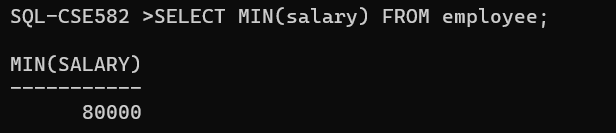 SQL-CSE582 >SELECT MIN(salary) FROM employee;
MIN(SALARY)
-----------
80000